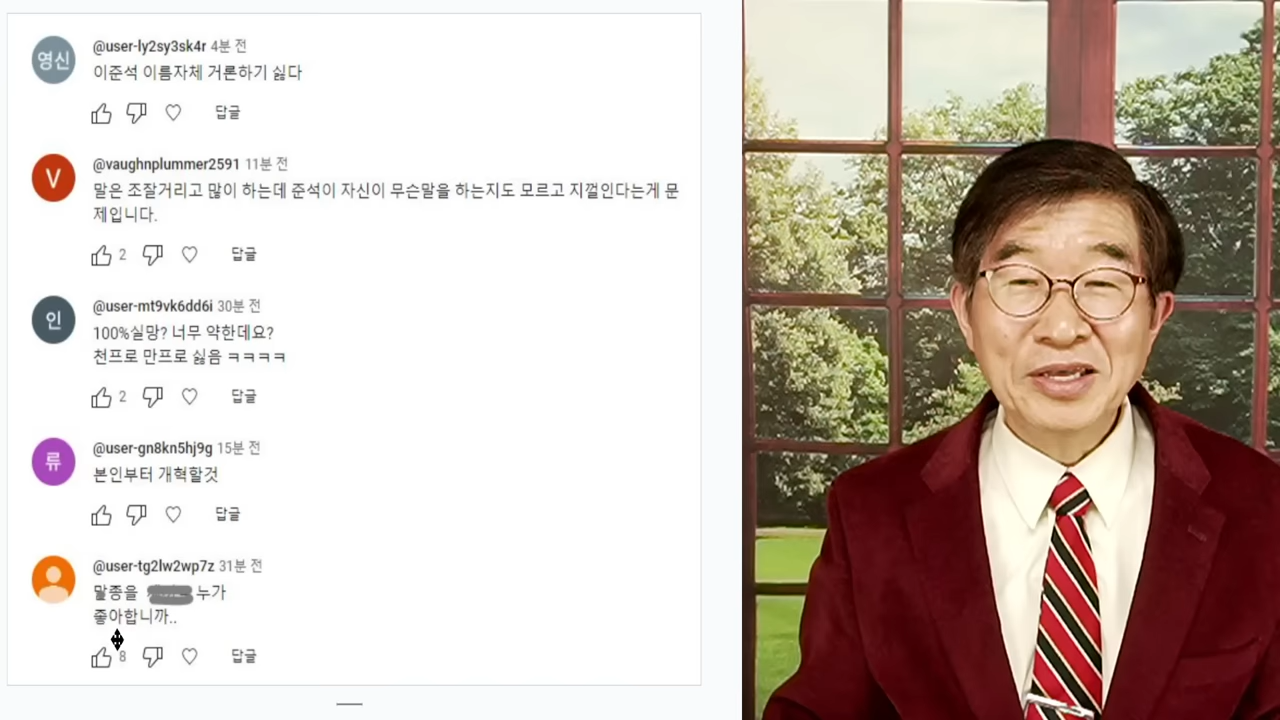 영신
@user-ly2sy3sk4r 4분 전
이준석 이름자체 거론하기 싫다
답글
V
@vaughnplummer2591 11분 전
말은 조잘거리고 많이 하는데 준석이 자신이 무슨말을 하는지도 모르고 지껄인다는게 문
제입니다.
2
답글
인
@user-mt9vk6dd6i 30분 전
100%실망? 너무 약한데요?
천프로 만프로 싫음 ㅋㅋㅋㅋ
2
답글
류
@user-gn8kn5hj9g 15분 전
본인부터 개혁할것
답글
@user-tg2lw2wp7z 31분 전
말종을 누가
좋아합니까..
8
답글